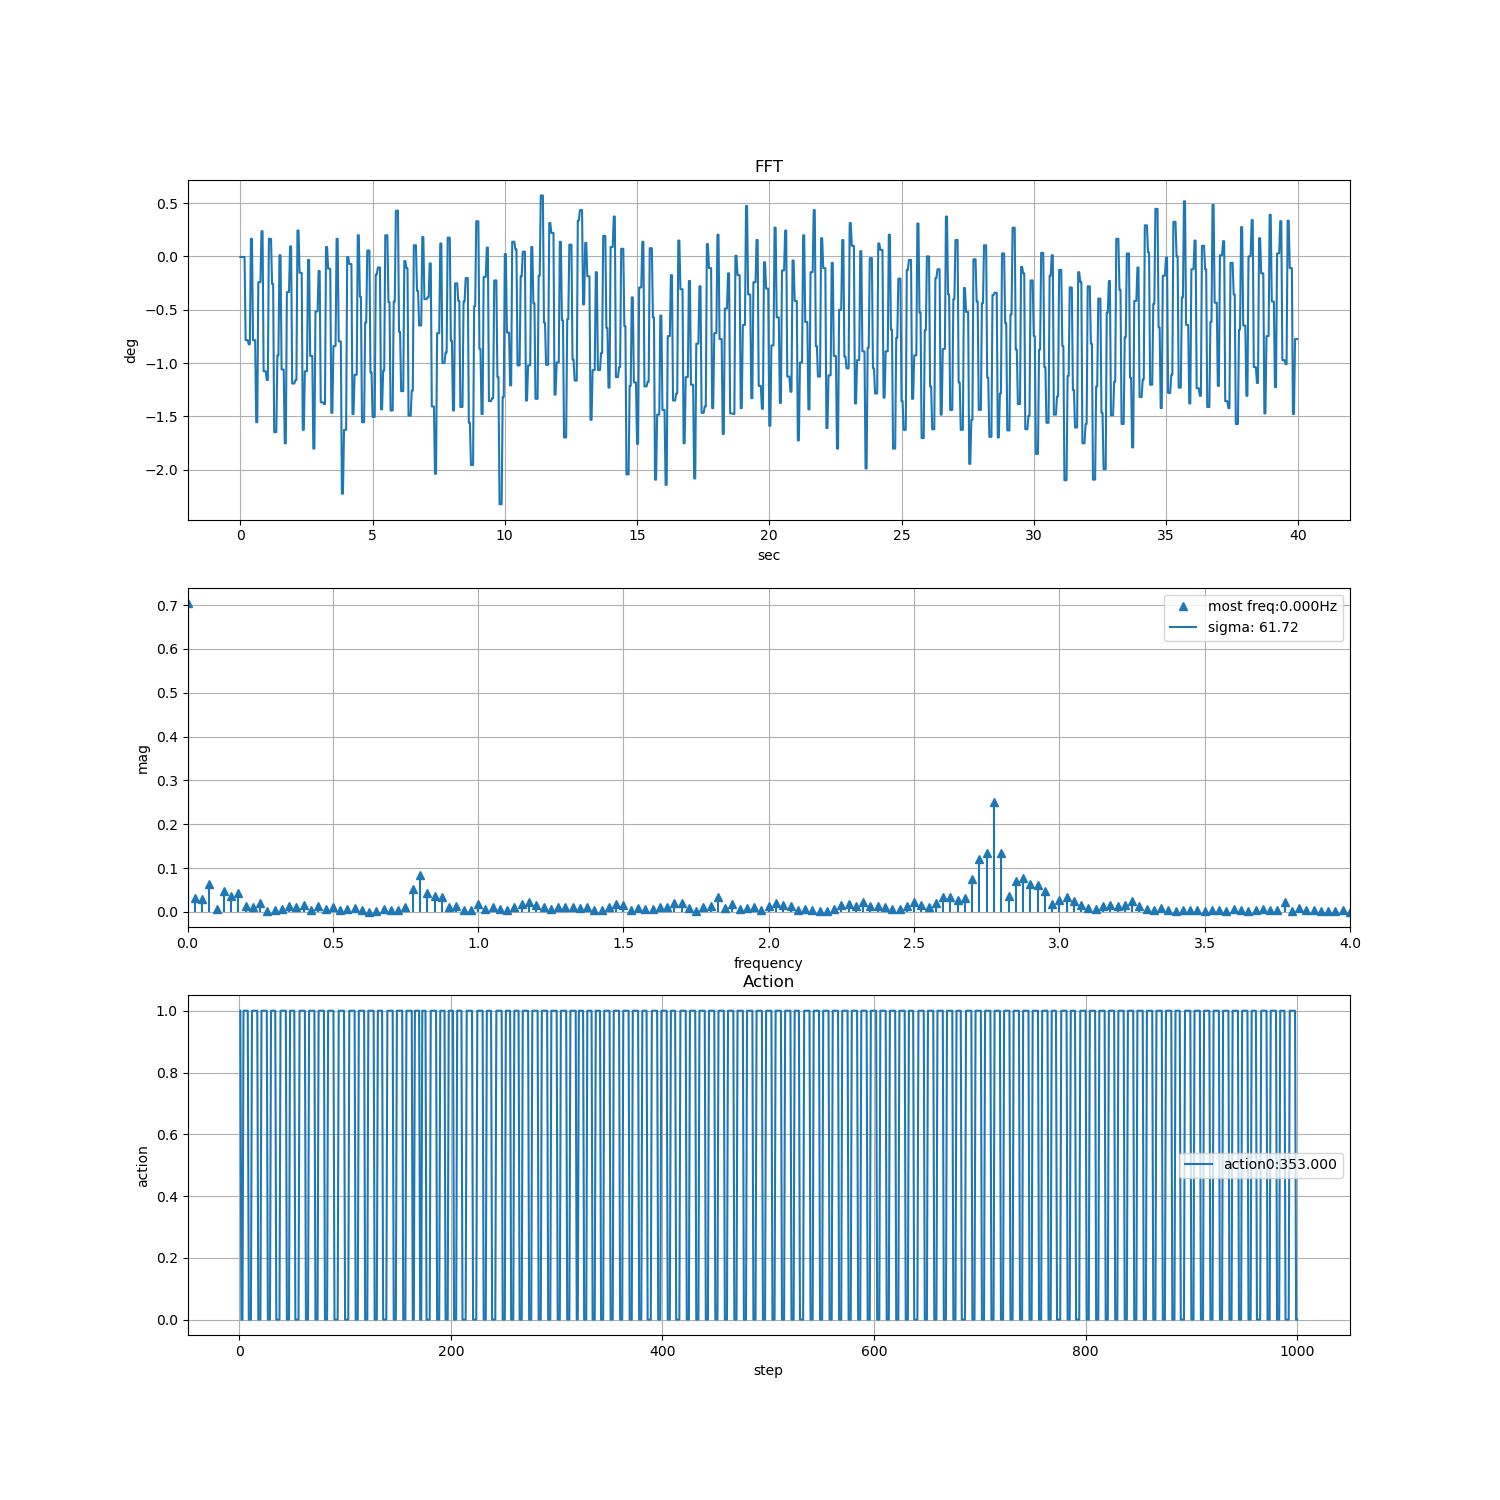 FFT
0.5
0.0
−0.5
−1.0
−1.5
−2.0
deg
0 5 10 15 20 25 30 35 40
sec
0.7
0.6
0.5
0.4
0.3
0.2
0.1
0.0
mag
most freq:0.000Hz
sigma: 61.72
0.0 0.5 1.0 1.5 2.0 2.5 3.0 3.5 4.0
frequency
Action
1.0
0.8
0.6
0.4
0.2
0.0
action
action0:353.000
0 200 400 600 800 1000
step